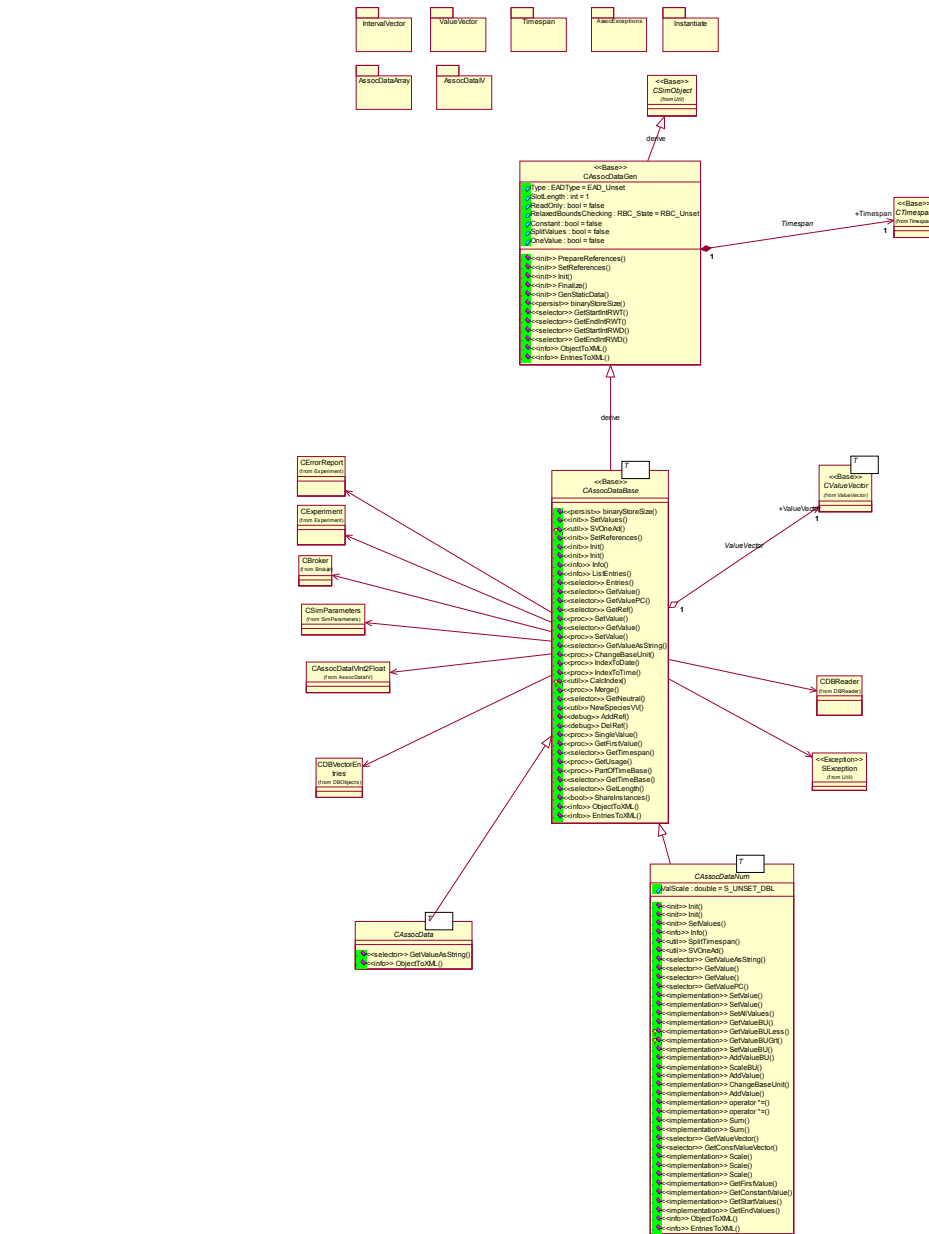 IntervalVector
ValueVector
Timespan
AssocExceptions
Instantiate
AssocDataArray
AssocDataIV
<<Base>>
CSimObject
(from Util)
derive
<<Base>>
CAssocDataGen
Type : EADType = EAD_Unset
SlotLength : int = 1
ReadOnly : bool = false
RelaxedBoundsChecking : RBC_State = RBC_Unset
Constant : bool = false
SplitValues : bool = false
OneValue : bool = false
<<init>> PrepareReferences()
<<init>> SetReferences()
<<init>> Init()
<<init>> Finalize()
<<init>> GenStaticData()
<<persist>> binaryStoreSize()
<<selector>> GetStartIntRWT()
<<selector>> GetEndIntRWT()
<<selector>> GetStartIntRWD()
<<selector>> GetEndIntRWD()
<<info>> ObjectToXML()
<<info>> EntriesToXML()
1
Timespan
+Timespan
1
<<Base>>
CTimespa
(from Timespan
derive
CErrorReport
(from Experiment)
CExperiment
(from Experiment)
CBroker
(from Broker)
CSimParameters
(from SimParameters)
CAssocDataIVInt2Float
(from AssocDataIV)
CDBVectorEn
tries
(from DBObjects)
T
<<Base>>
CAssocDataBase
<<persist>> binaryStoreSize()
<<init>> SetValues()
<<util>> SVOneAd()
<<init>> SetReferences()
<<init>> Init()
<<init>> Init()
<<info>> Info()
<<info>> ListEntries()
<<selector>> Entries()
<<selector>> GetValue()
<<selector>> GetValuePC()
<<selector>> GetRef()
<<proc>> SetValue()
<<selector>> GetValue()
<<proc>> SetValue()
<<selector>> GetValueAsString()
<<proc>> ChangeBaseUnit()
<<proc>> IndexToDate()
<<proc>> IndexToTime()
<<util>> CalcIndex()
<<proc>> Merge()
<<selector>> GetNeutral()
<<util>> NewSpeciesVV()
<<debug>> AddRef()
<<debug>> DelRef()
<<proc>> SingleValue()
<<proc>> GetFirstValue()
<<selector>> GetTimespan()
<<proc>> GetUsage()
<<proc>> PartOfTimeBase()
<<selector>> GetTimeBase()
<<selector>> GetLength()
<<bool>> ShareInstances()
<<info>> ObjectToXML()
<<info>> EntriesToXML()
1
ValueVector
+ValueVector
1
T
<<Base>>
CValueVector
(from ValueVector)
CDBReader
(from DBReader)
<<Exception>>
SException
(from Util)
T
CAssocData
<<selector>> GetValueAsString()
<<info>> ObjectToXML()
T
CAssocDataNum
ValScale : double = S_UNSET_DBL
<<init>> Init()
<<init>> Init()
<<init>> SetValues()
<<info>> Info()
<<util>> SplitTimespan()
<<util>> SVOneAd()
<<selector>> GetValueAsString()
<<selector>> GetValue()
<<selector>> GetValue()
<<selector>> GetValuePC()
<<implementation>> SetValue()
<<implementation>> SetValue()
<<implementation>> SetAllValues()
<<implementation>> GetValueBU()
<<implementation>> GetValueBULess()
<<implementation>> GetValueBUGrt()
<<implementation>> SetValueBU()
<<implementation>> AddValueBU()
<<implementation>> ScaleBU()
<<implementation>> AddValue()
<<implementation>> ChangeBaseUnit()
<<implementation>> AddValue()
<<implementation>> operator *=()
<<implementation>> operator *=()
<<implementation>> Sum()
<<implementation>> Sum()
<<selector>> GetValueVector()
<<selector>> GetConstValueVector()
<<implementation>> Scale()
<<implementation>> Scale()
<<implementation>> Scale()
<<implementation>> GetFirstValue()
<<implementation>> GetConstantValue()
<<implementation>> GetStartValues()
<<implementation>> GetEndValues()
<<info>> ObjectToXML()
<<info>> EntriesToXML()